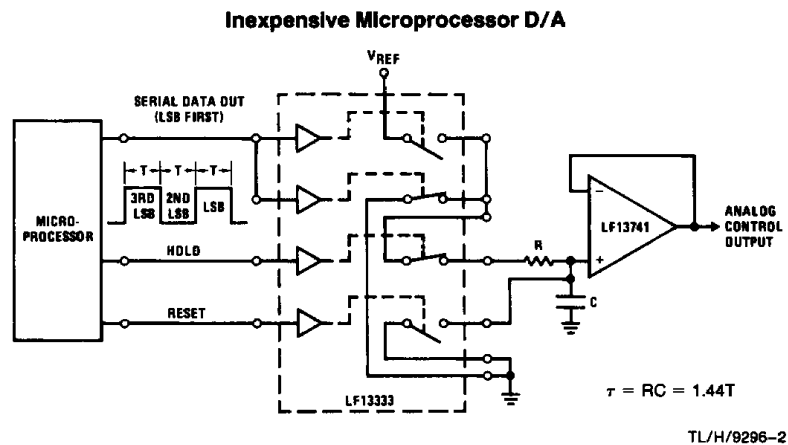 Inexpensive Microprocessor D/A
VREF
SERIAL DATA OUT
(LSB FIRST)
T T T
3RD
LSB
2ND
LSB
LSB
MICRO-
PROCESSOR
HOLD
RESET
LF13333
R
C
−
+
LF13741
ANALOG
CONTROL
OUTPUT
τ = RC = 1.44T
TL/H/9296–2